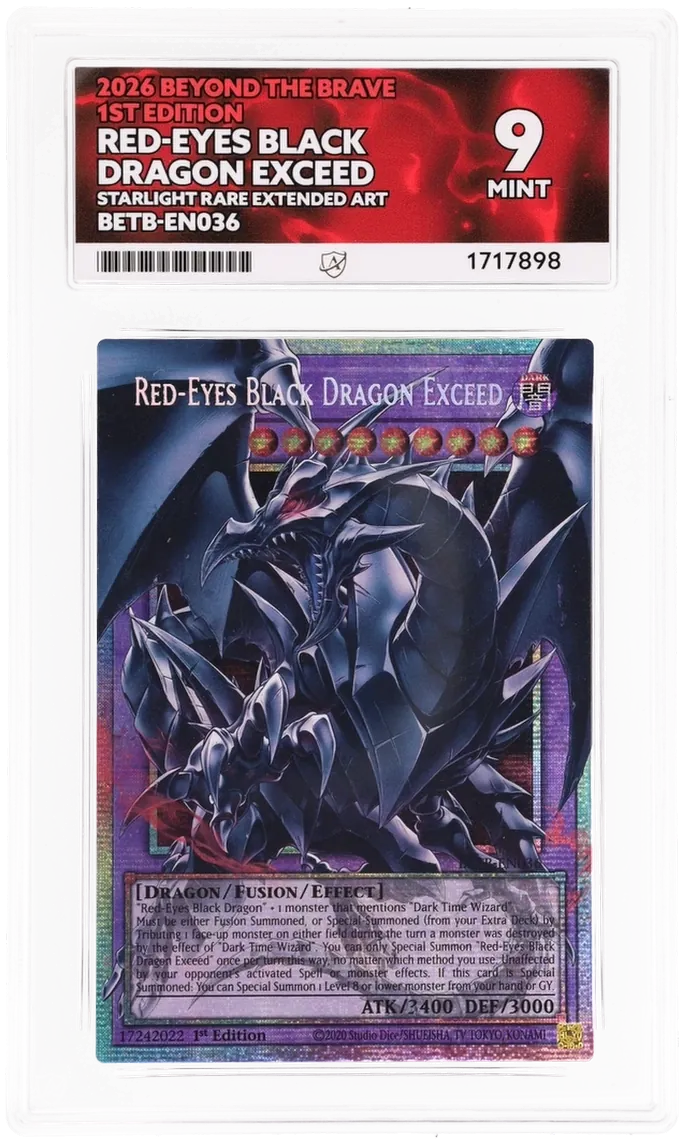 2026 BEYOND THE BRAVE
1ST EDITION
RED-EYES BLACK
DRAGON EXCEED
STARLIGHT RARE EXTENDED ART
BETB-EN036
9
MINT
1717898
RED-EYES BLACK DRAGON EXCEED
DARK
闇
BETB-EN036
[DRAGON/FUSION/EFFECT]
"Red-Eyes Black Dragon" + 1 monster that mentions "Dark Time Wizard"
Must be either Fusion Summoned, or Special Summoned (from your Extra Deck) by
Tributing 1 face-up monster on either field during the turn a monster was destroyed
by the effect of "Dark Time Wizard". You can only Special Summon "Red-Eyes Black
Dragon Exceed" once per turn this way, no matter which method you use. Unaffected
by your opponent's activated Spell monster effects. If this card is Special
Summoned: You can Special Summon 1 Level 8 or lower monster from your hand or GY.
ATK/3400 DEF/3000
17242022 1st Edition
©2020 Studio Dice/SHUEISHA, TV TOKYO, KONAMI